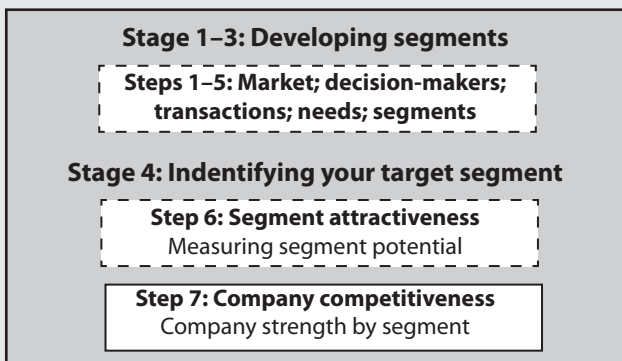 Stage 1–3: Developing segments
Steps 1–5: Market; decision-makers;
transactions; needs; segments
Stage 4: Indentifying your target segment
Step 6: Segment attractiveness
Measuring segment potential
Step 7: Company competitiveness
Company strength by segment